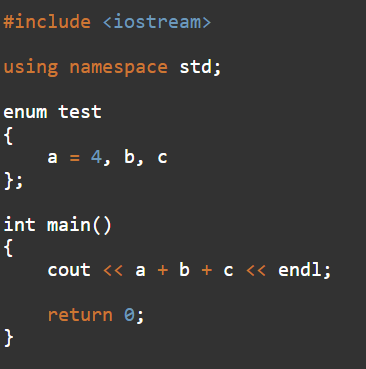 #include <iostream>
using namespace std;
enum test
{
    a = 4, b, c
};
int main()
{
    cout << a + b + c << endl;
    return 0;
}